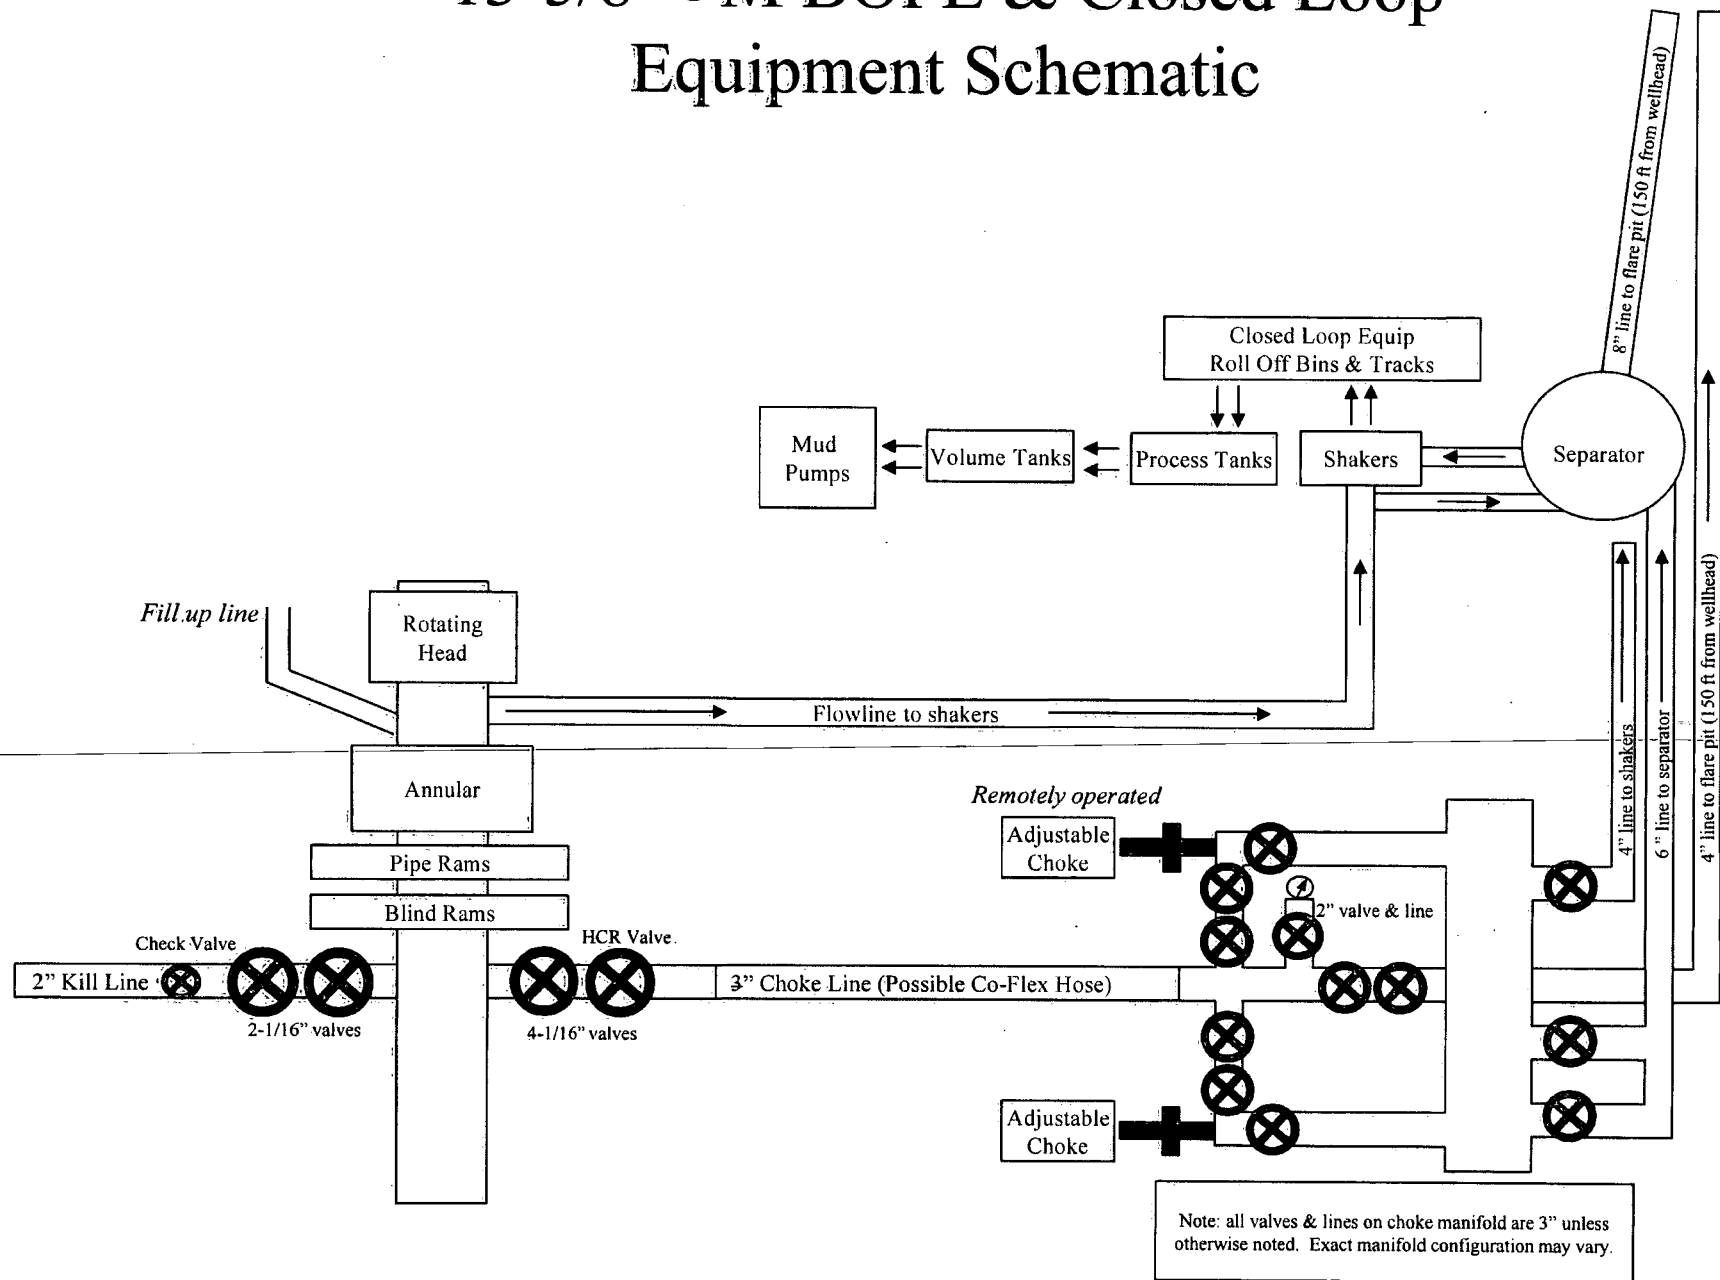 M BOPE & Closed Loop
Equipment Schematic
8” line to flare pit (150 ft from wellhead)
Closed Loop Equip
Roll Off Bins & Tracks
Mud
Pumps
Volume Tanks
Process Tanks
Shakers
Separator
Fill up line
Rotating
Head
Flowline to shakers
4” line to shakers
6” line to separator
4” line to flare pit (150 ft from wellhead)
Annular
Remotely operated
Adjustable
Choke
Pipe Rams
Blind Rams
2” valve & line
Check Valve
HCR Valve
2” Kill Line
3” Choke Line (Possible Co-Flex Hose)
2-1/16” valves
4-1/16” valves
Adjustable
Choke
Note: all valves & lines on choke manifold are 3” unless
otherwise noted. Exact manifold configuration may vary.